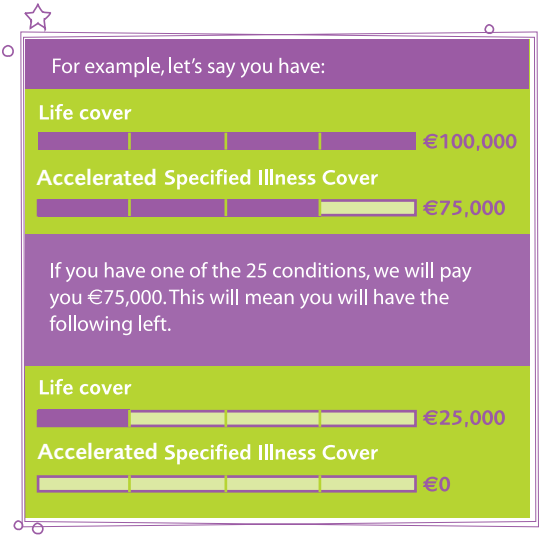 For example, let's say you have:
Life cover
€100,000
Accelerated Specified Illness Cover
€75,000
If you have one of the 25 conditions, we will pay
you €75,000. This will mean you will have the
following left.
Life cover
€25,000
Accelerated Specified Illness Cover
€0